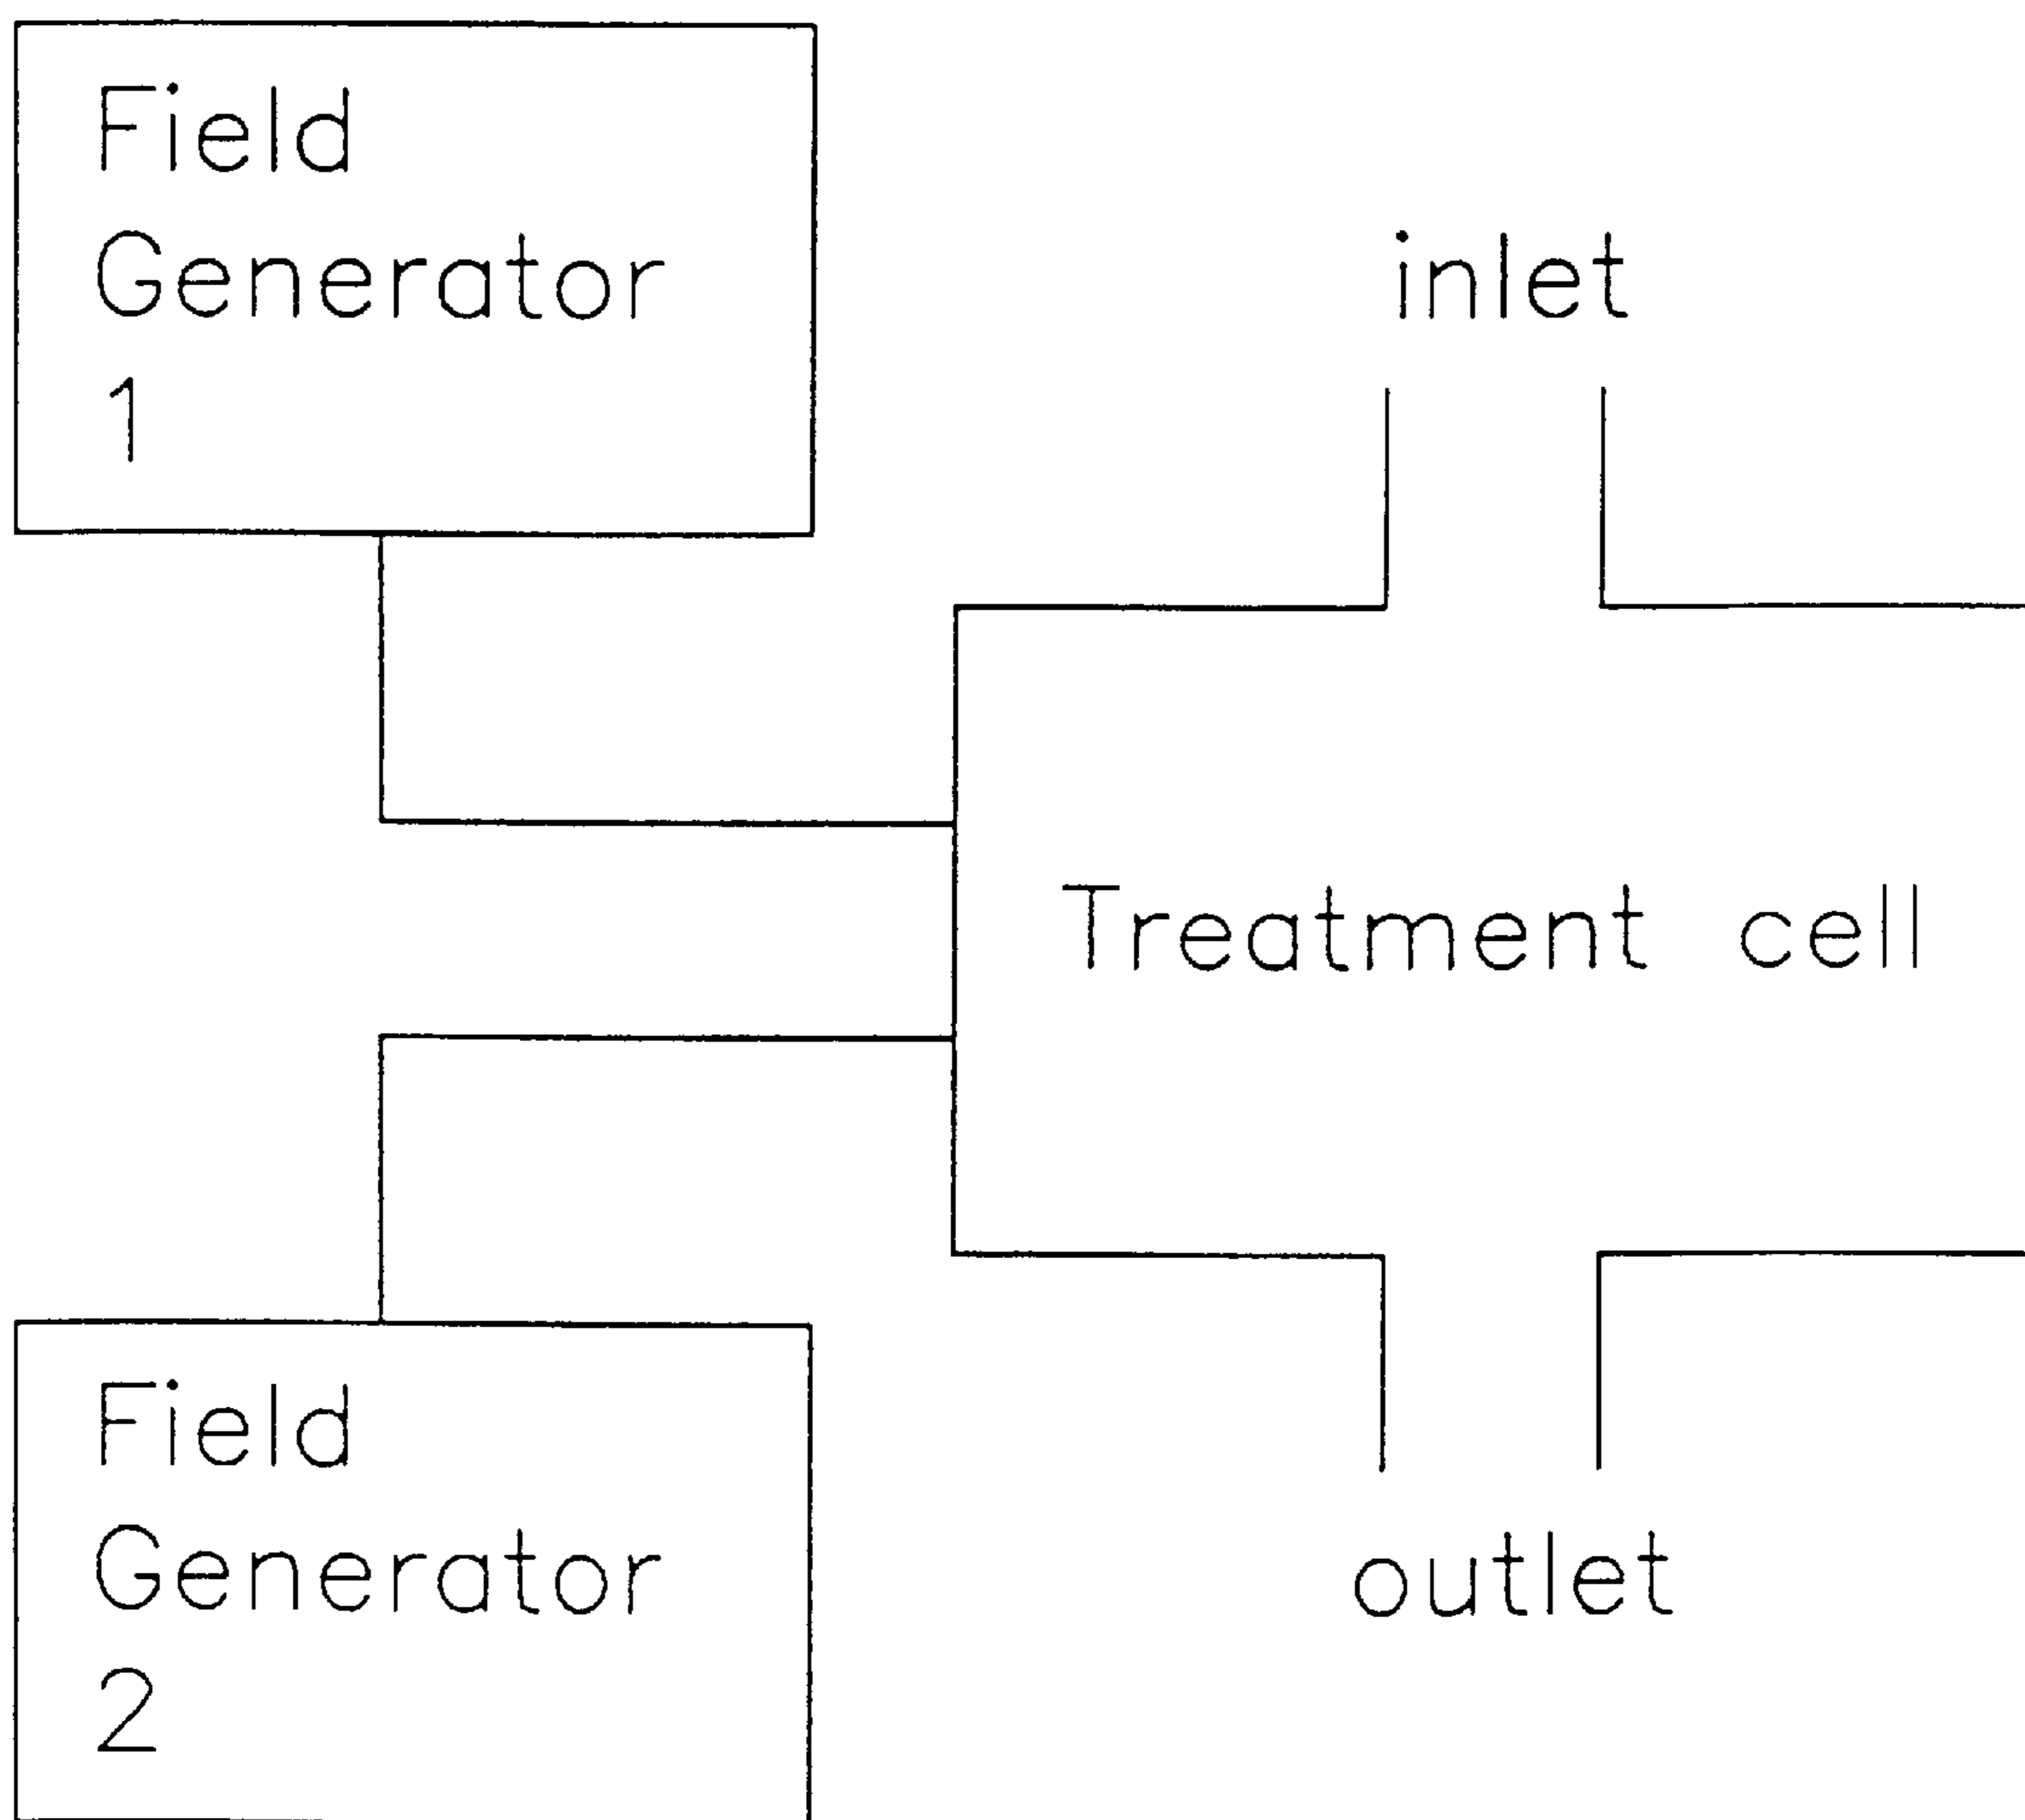 Field
Generator
1
inlet
Treatment cell
Field
Generator
2
outlet